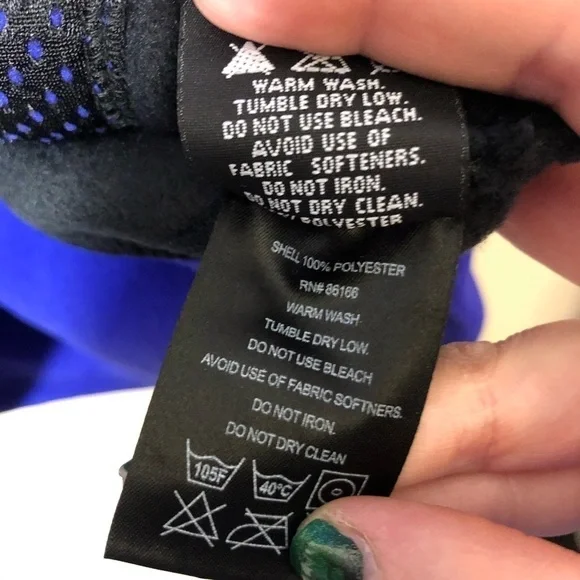 WARM WASH.
TUMBLE DRY LOW.
DO NOT USE BLEACH.
AVOID USE OF
FABRIC SOFTENERS.
DO NOT IRON.
DO NOT DRY CLEAN.
POLYESTER
SHELL 100% POLYESTER
RN# 86166
WARM WASH.
TUMBLE DRY LOW.
DO NOT USE BLEACH
AVOID USE OF FABRIC SOFTNERS.
DO NOT IRON.
DO NOT DRY CLEAN
105F 40°C